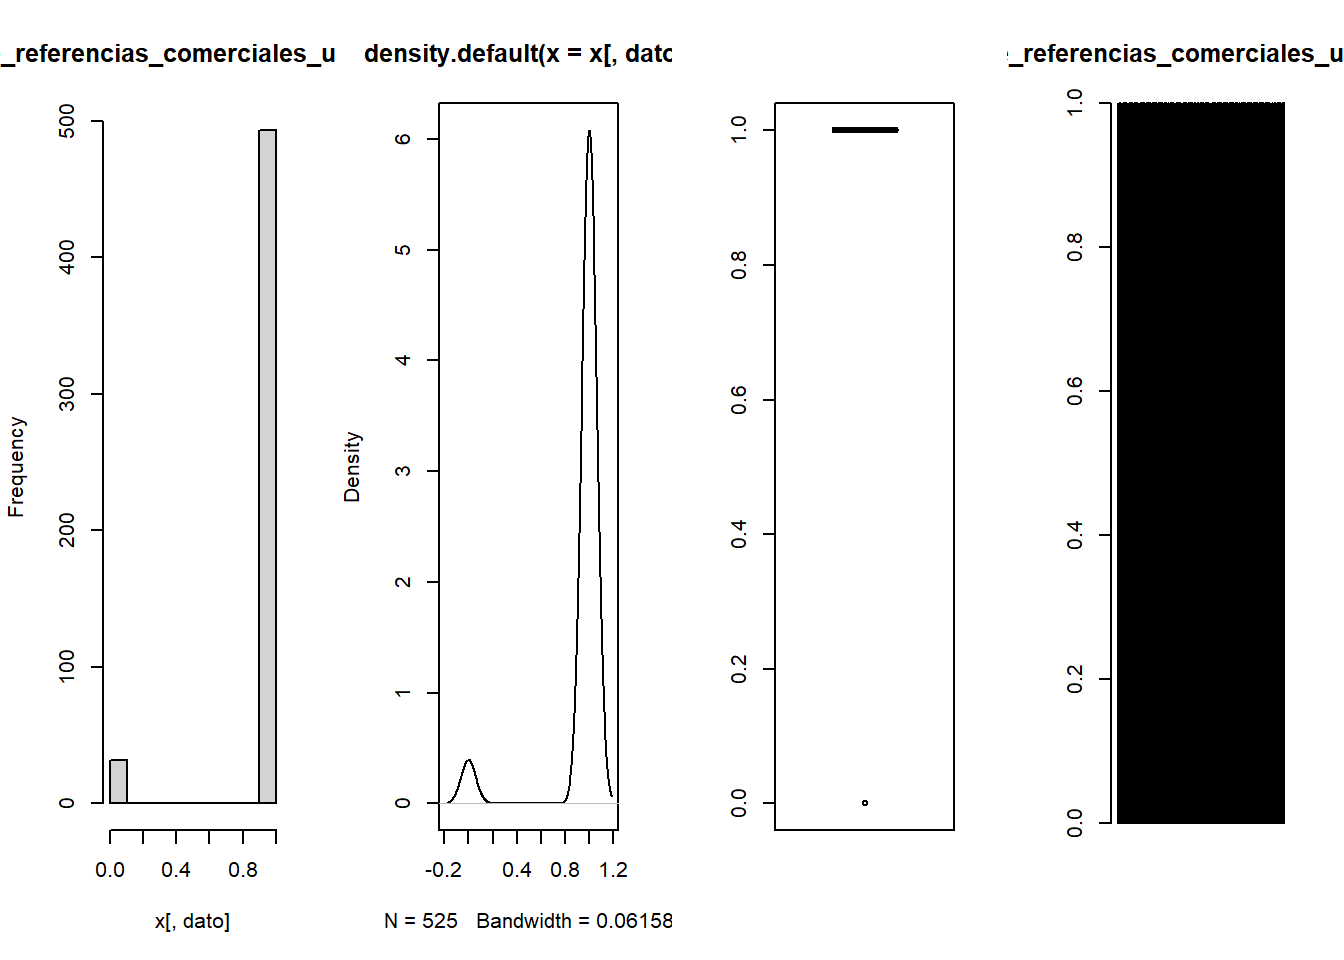 _referencias_comerciales_u
Frequency
500
400
300
200
100
0
0.0 0.4 0.8
x[, dato]
density.default(x = x[, dato
Density
6
5
4
3
2
1
0
-0.2 0.4 0.8 1.2
N = 525 Bandwidth = 0.06158
1.0
0.8
0.6
0.4
0.2
0.0
_referencias_comerciales_u
1.0
0.8
0.6
0.4
0.2
0.0